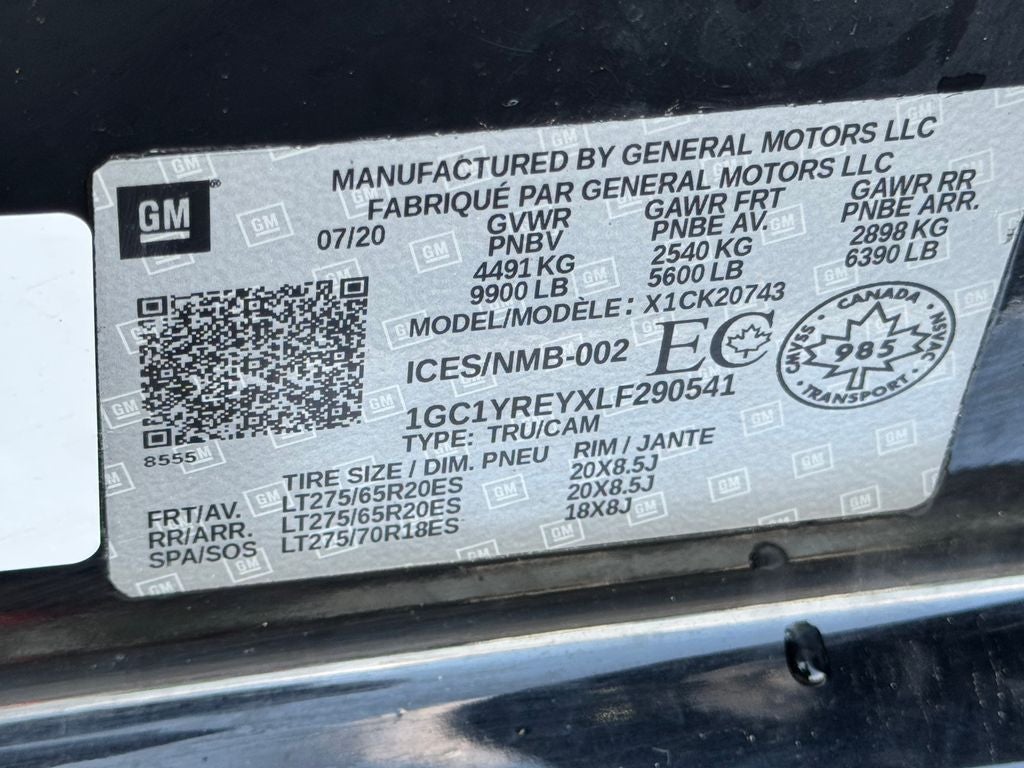 MANUFACTURED BY GENERAL MOTORS LLC
FABRIQUÉ PAR GENERAL MOTORS LLC
GM
07/20
GVWR GAWR FRT GAWR RR
PNBV PNBE AV. PNBE ARR.
4491 KG 2540 KG 2898 KG
9900 LB 5600 LB 6390 LB
MODEL/MODÈLE: X1CK20743
ICES/NMB-002 EC
CANADA
CMVSS 985 NSVAC
TRANSPORT
1GC1YREYXLF290541
TYPE: TRU/CAM
8555
TIRE SIZE / DIM. PNEU RIM / JANTE
FRT/AV. LT275/65R20ES 20X8.5J
RR/ARR. LT275/65R20ES 20X8.5J
SPA/SOS LT275/70R18ES 18X8J